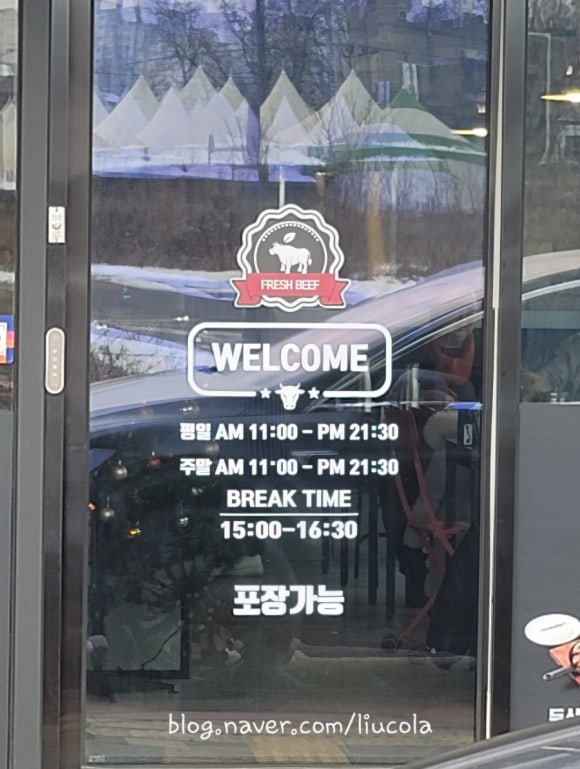 FRESH BEEF
WELCOME
평일 AM 11:00 - PM 21:30
주말 AM 11:00 - PM 21:30
BREAK TIME
15:00-16:30
포장가능
blog.naver.com/liucola